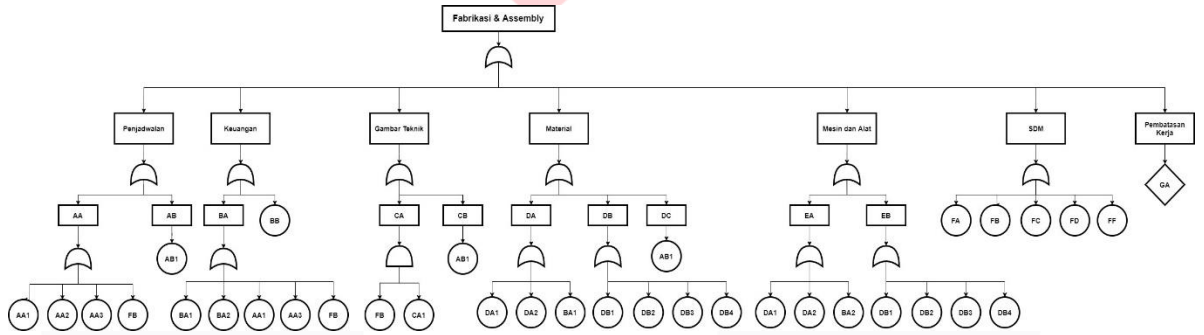 Fabrikasi & Assembly
Penjadwalan
Keuangan
Gambar Teknik
Material
Mesin dan Alat
SDM
Pembatasan
Kerja
GA
AA
AB
BA
BB
CA
CB
DA
DB
DC
EA
EB
FA
FB
FC
FD
FF
AB1
AB1
AB1
AA1
AA2
AA3
FB
BA1
BA2
AA1
AA3
FB
FB
CA1
DA1
DA2
BA1
DB1
DB2
DB3
DB4
DA1
DA2
BA2
DB1
DB2
DB3
DB4